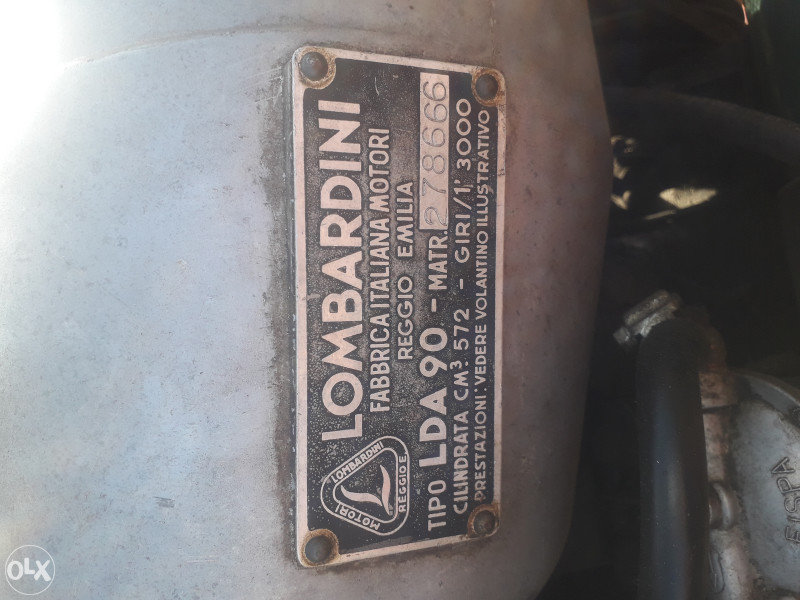 LOMBARDINI
FABBRICA ITALIANA MOTORI
REGGIO EMILIA
LOMBARDINI
MOTORI
REGGIO E.
TIPO LDA 90 - MATR. 278666
CILINDRATA CM³ 572 - GIRI/1' 3000
PRESTAZIONI: VEDERE VOLANTINO ILLUSTRATIVO
BISPA
OLX